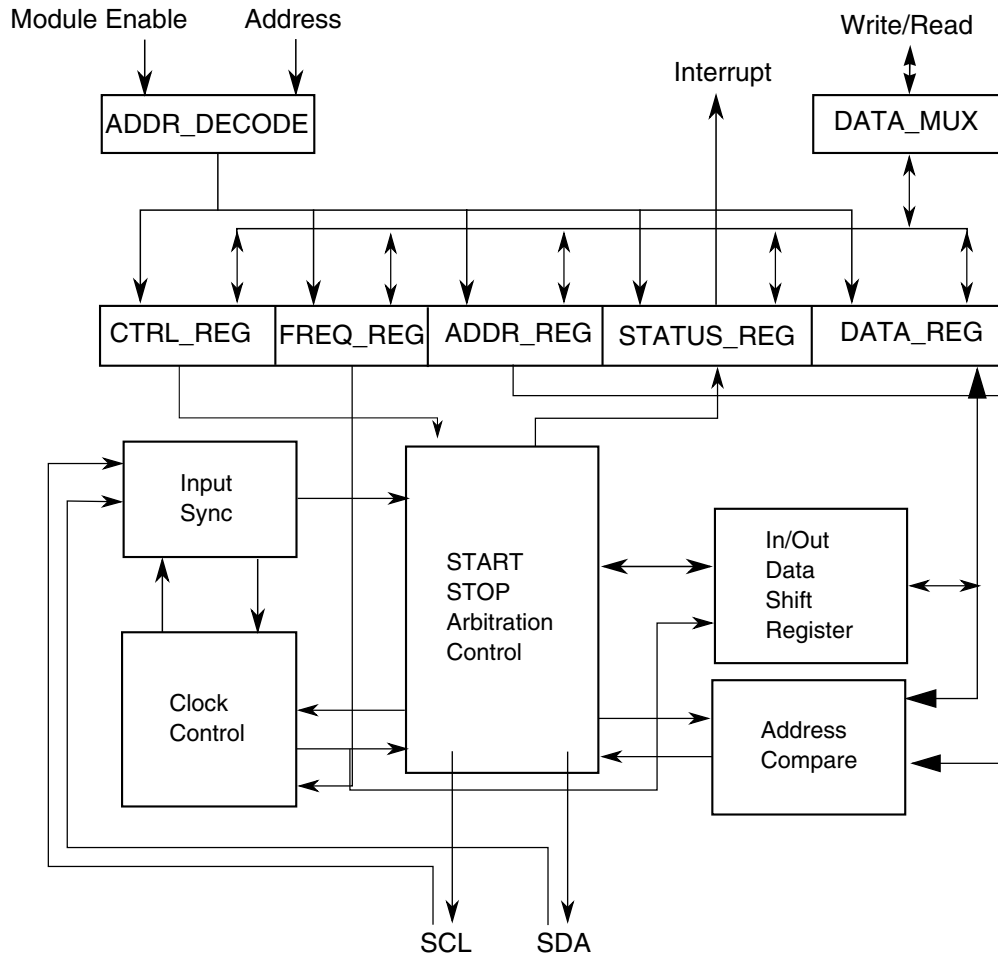 Module Enable
Address
Write/Read
Interrupt
ADDR_DECODE
DATA_MUX
CTRL_REG
FREQ_REG
ADDR_REG
STATUS_REG
DATA_REG
Input
Sync
START
STOP
Arbitration
Control
In/Out
Data
Shift
Register
Clock
Control
Address
Compare
SCL
SDA